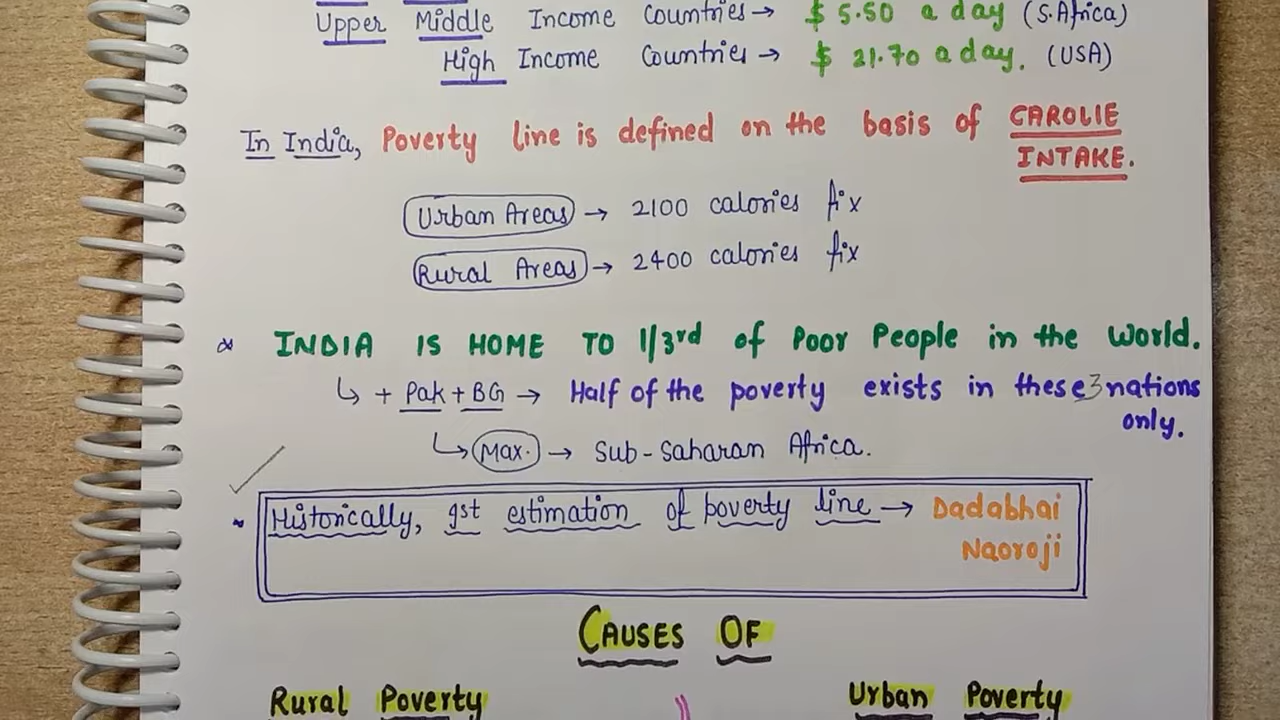 Upper Middle Income Countries → $ 5.50 a day (S.Africa)
High Income Countries → $ 21.70 a day. (USA)
In India, Poverty line is defined on the basis of CAROLIE
INTAKE.
Urban Areas → 2100 calories fix
Rural Areas → 2400 calories fix
INDIA IS HOME TO 1/3rd of Poor People in the World.
↳ + Pak + BG → Half of the poverty exists in these 3 nations
only.
↳ Max. → Sub-Saharan Africa.
Historically, Ist estimation of poverty line → Dadabhai
Naoroji
CAUSES OF
Rural Poverty Urban Poverty